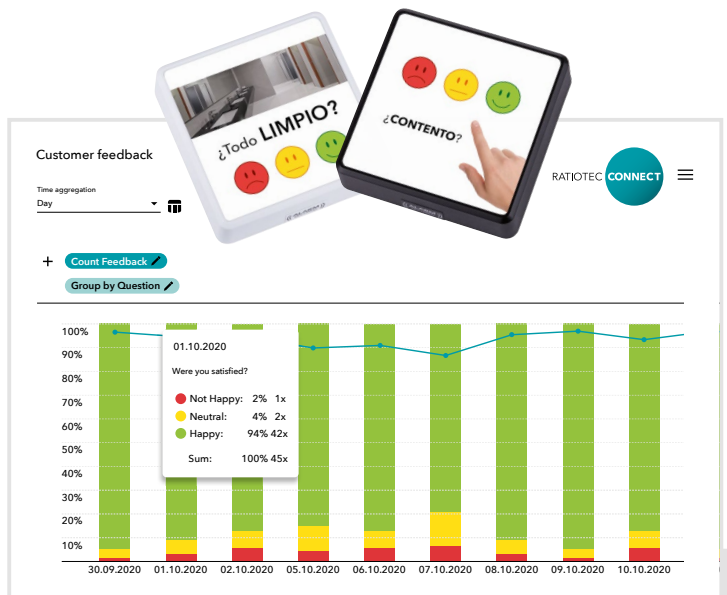 ¿Todo LIMPIO?
¿CONTENTO?
Customer feedback
RATIOTEC CONNECT
Time aggregation
Day
+ Count Feedback
Group by Question
100%
90%
80%
70%
60%
50%
40%
30%
20%
10%
01.10.2020
Were you satisfied?
Not Happy: 2% 1x
Neutral: 4% 2x
Happy: 94% 42x
Sum: 100% 45x
30.09.2020 01.10.2020 02.10.2020 05.10.2020 06.10.2020 07.10.2020 08.10.2020 09.10.2020 10.10.2020